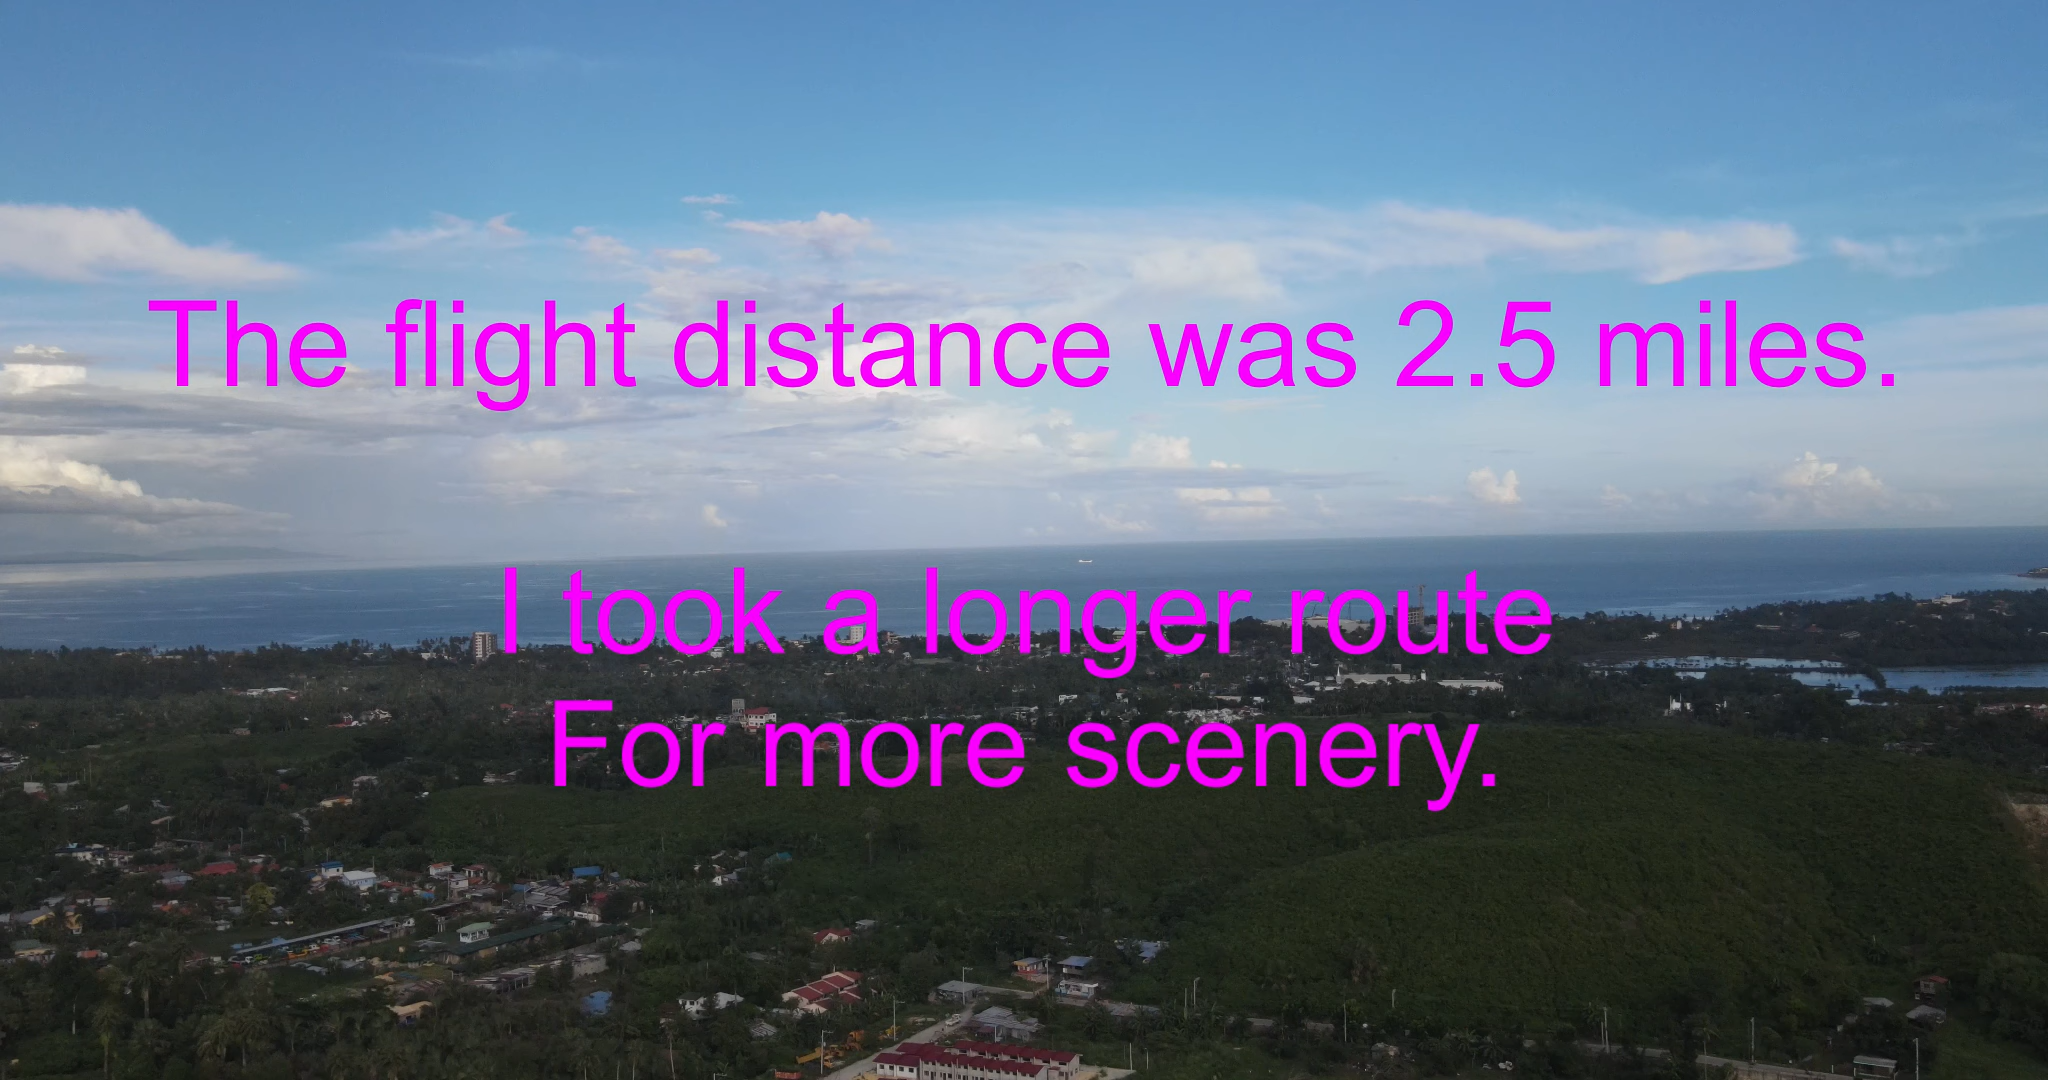 The flight distance was 2.5 miles.
I took a longer route
For more scenery.